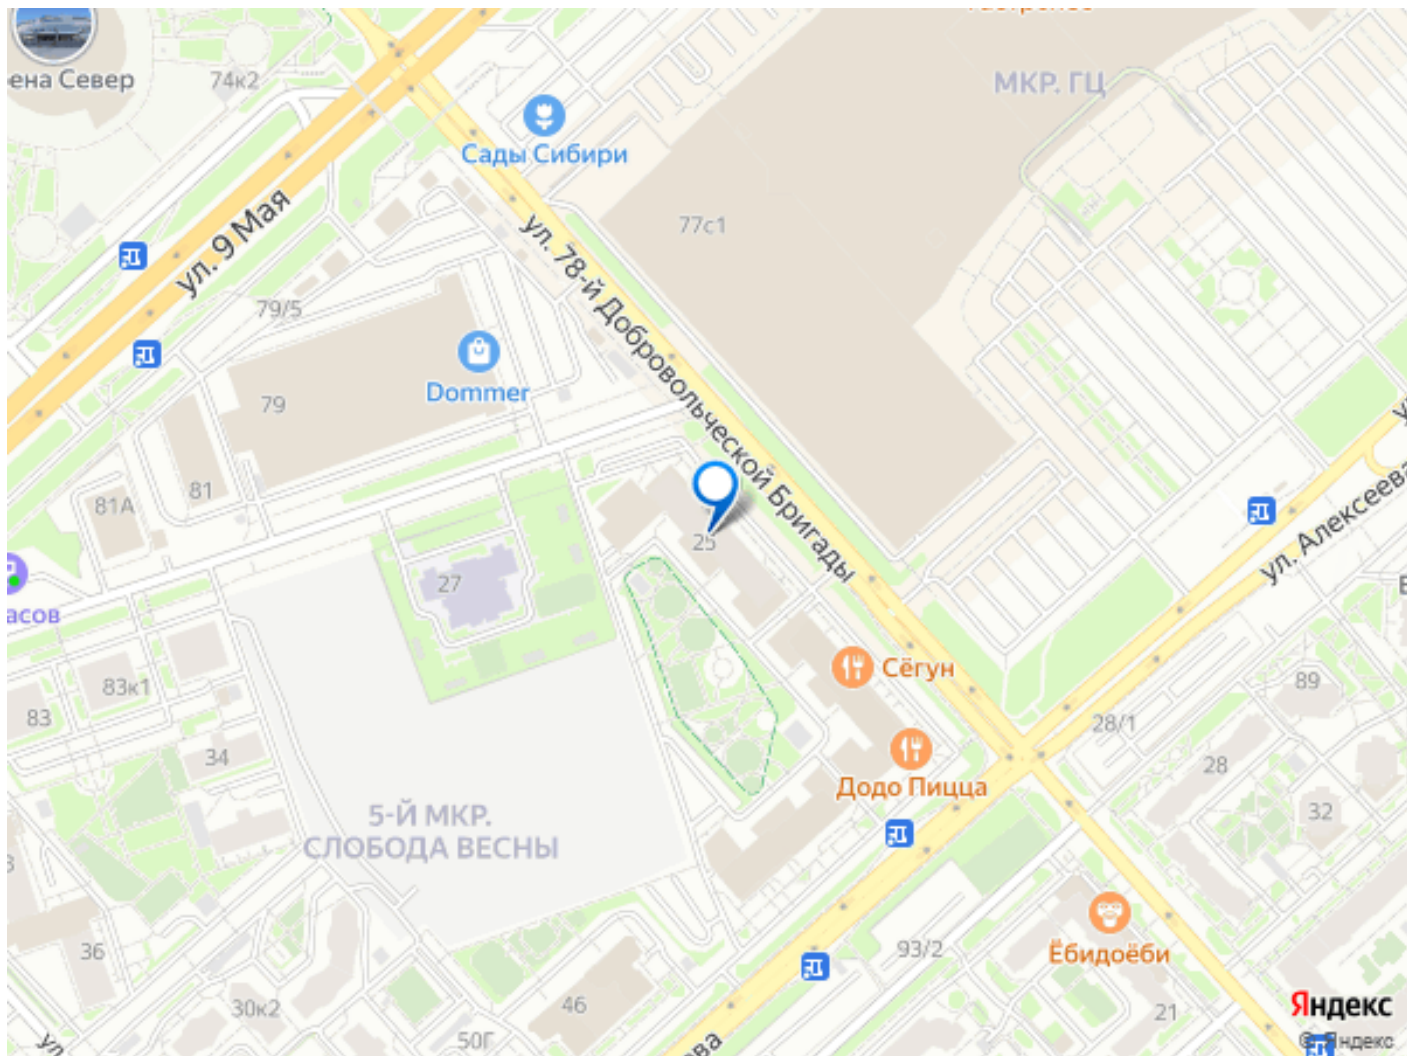 ена Север
74к2
Сады Сибири
МКР. ГЦ
77с1
ул. 9 Мая
ул. 78-й Добровольческой Бригады
79/5
Dommer
79
81
81А
25
27
ул. Алексеева
асов
83к1
83
34
Сёгун
89
28/1
28
Додо Пицца
32
5-Й МКР.
СЛОБОДА ВЕСНЫ
36
93/2
Ёбидоёби
46
30к2
50Г
21
Яндекс
© Яндекс